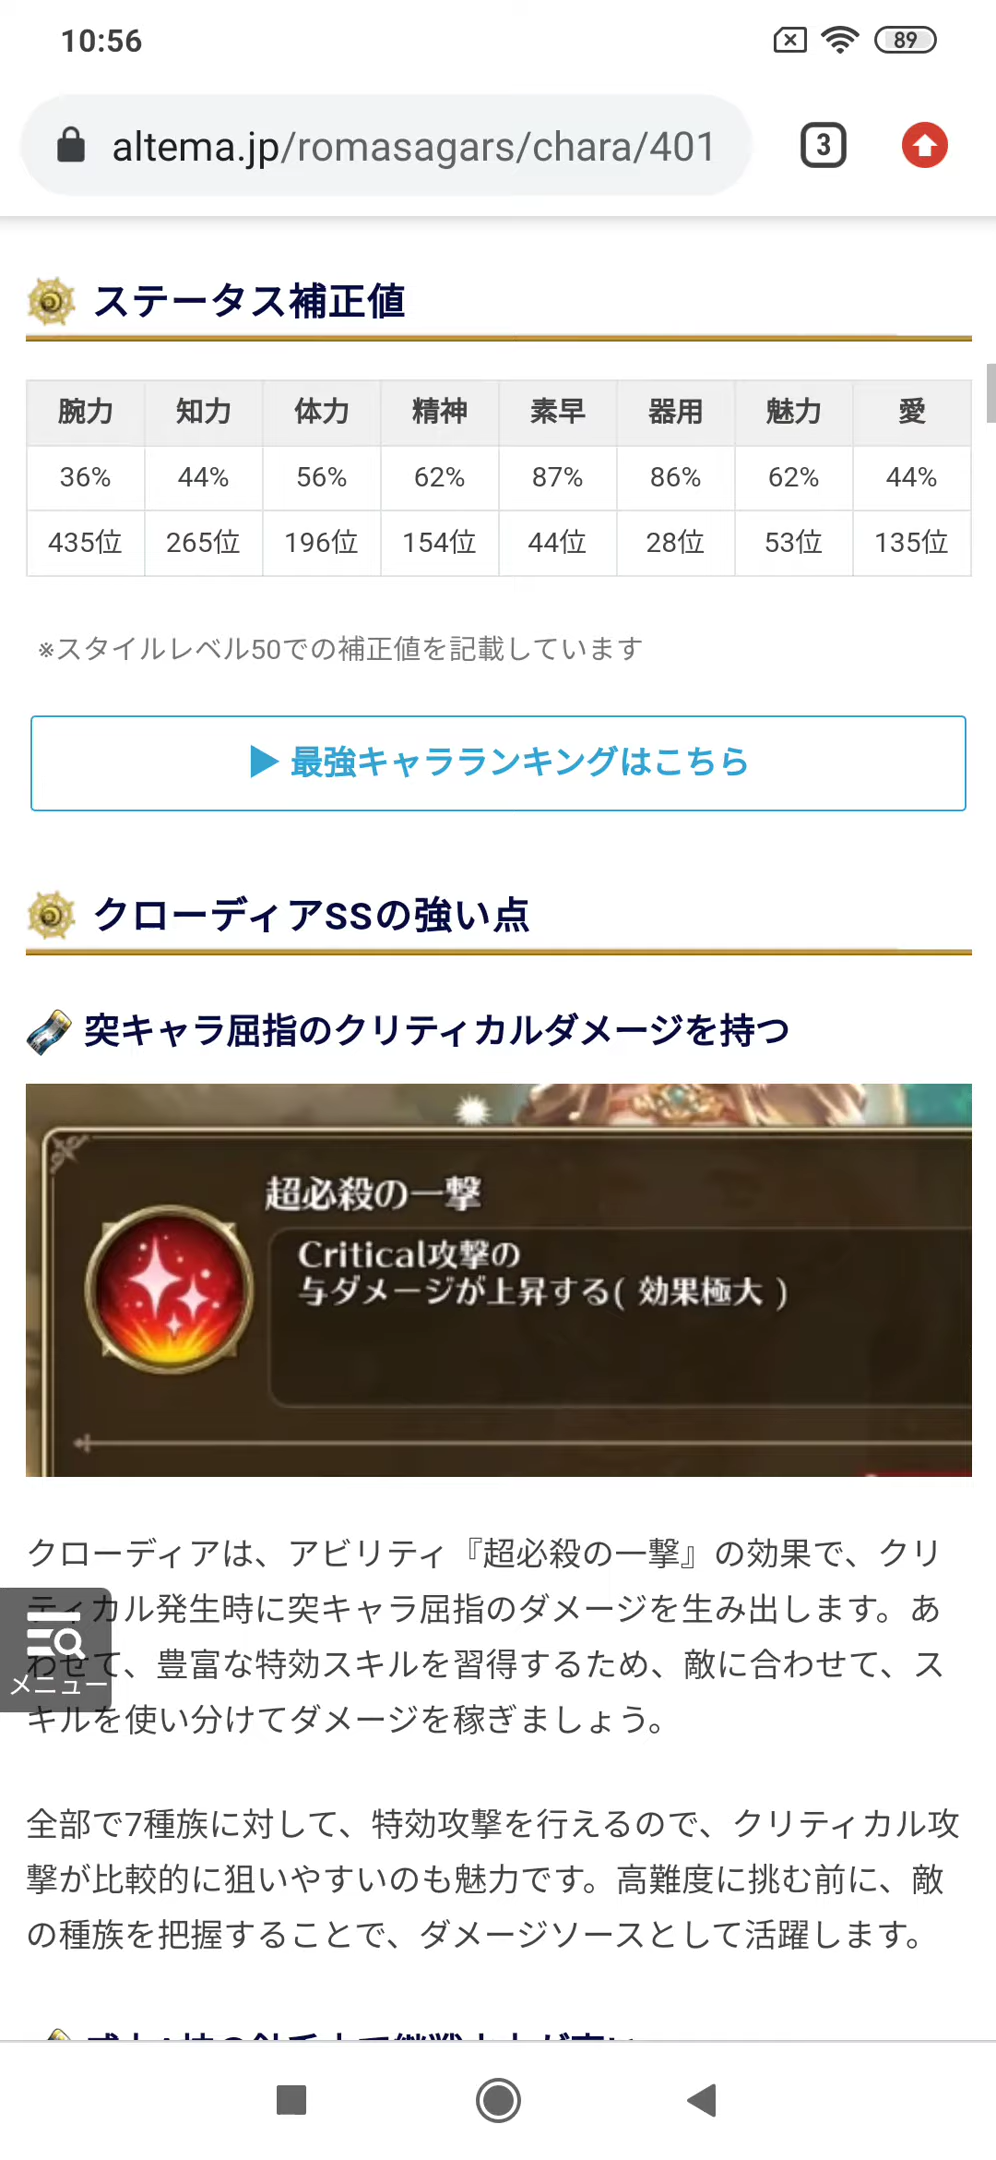 10:56
89
altema.jp/romasagars/chara/401
3
ステータス補正値
腕力 知力 体力 精神 素早 器用 魅力 愛
36% 44% 56% 62% 87% 86% 62% 44%
435位 265位 196位 154位 44位 28位 53位 135位
※スタイルレベル50での補正値を記載しています
▶ 最強キャラランキングはこちら
クローディアSSの強い点
突キャラ屈指のクリティカルダメージを持つ
超必殺の一撃
Critical攻撃の
与ダメージが上昇する( 効果極大 )
クローディアは、アビリティ『超必殺の一撃』の効果で、クリ
ティカル発生時に突キャラ屈指のダメージを生み出します。あ
わせて、豊富な特効スキルを習得するため、敵に合わせて、ス
メニュー
キルを使い分けてダメージを稼ぎましょう。
全部で7種族に対して、特効攻撃を行えるので、クリティカル攻
撃が比較的に狙いやすいのも魅力です。高難度に挑む前に、敵
の種族を把握することで、ダメージソースとして活躍します。